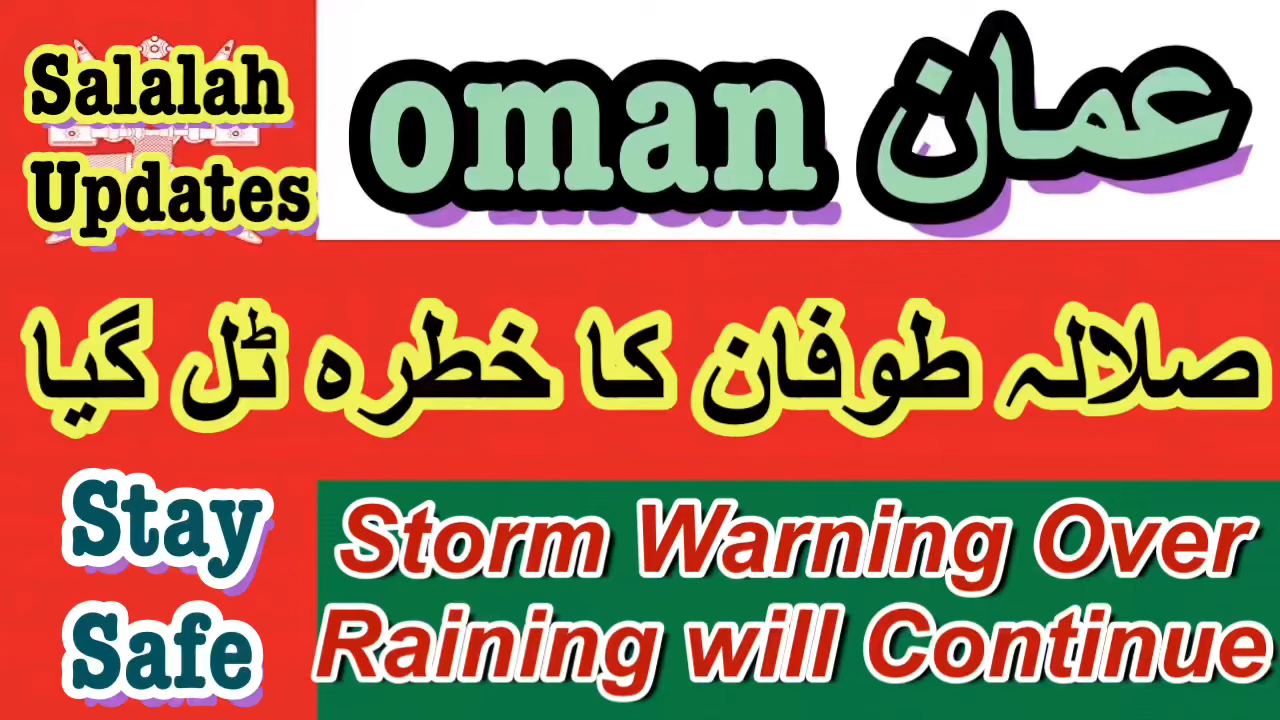 Salalah
Updates
oman عمان
صلالہ طوفان کا خطرہ ٹل گیا
Stay
Safe
Storm Warning Over
Raining will Continue